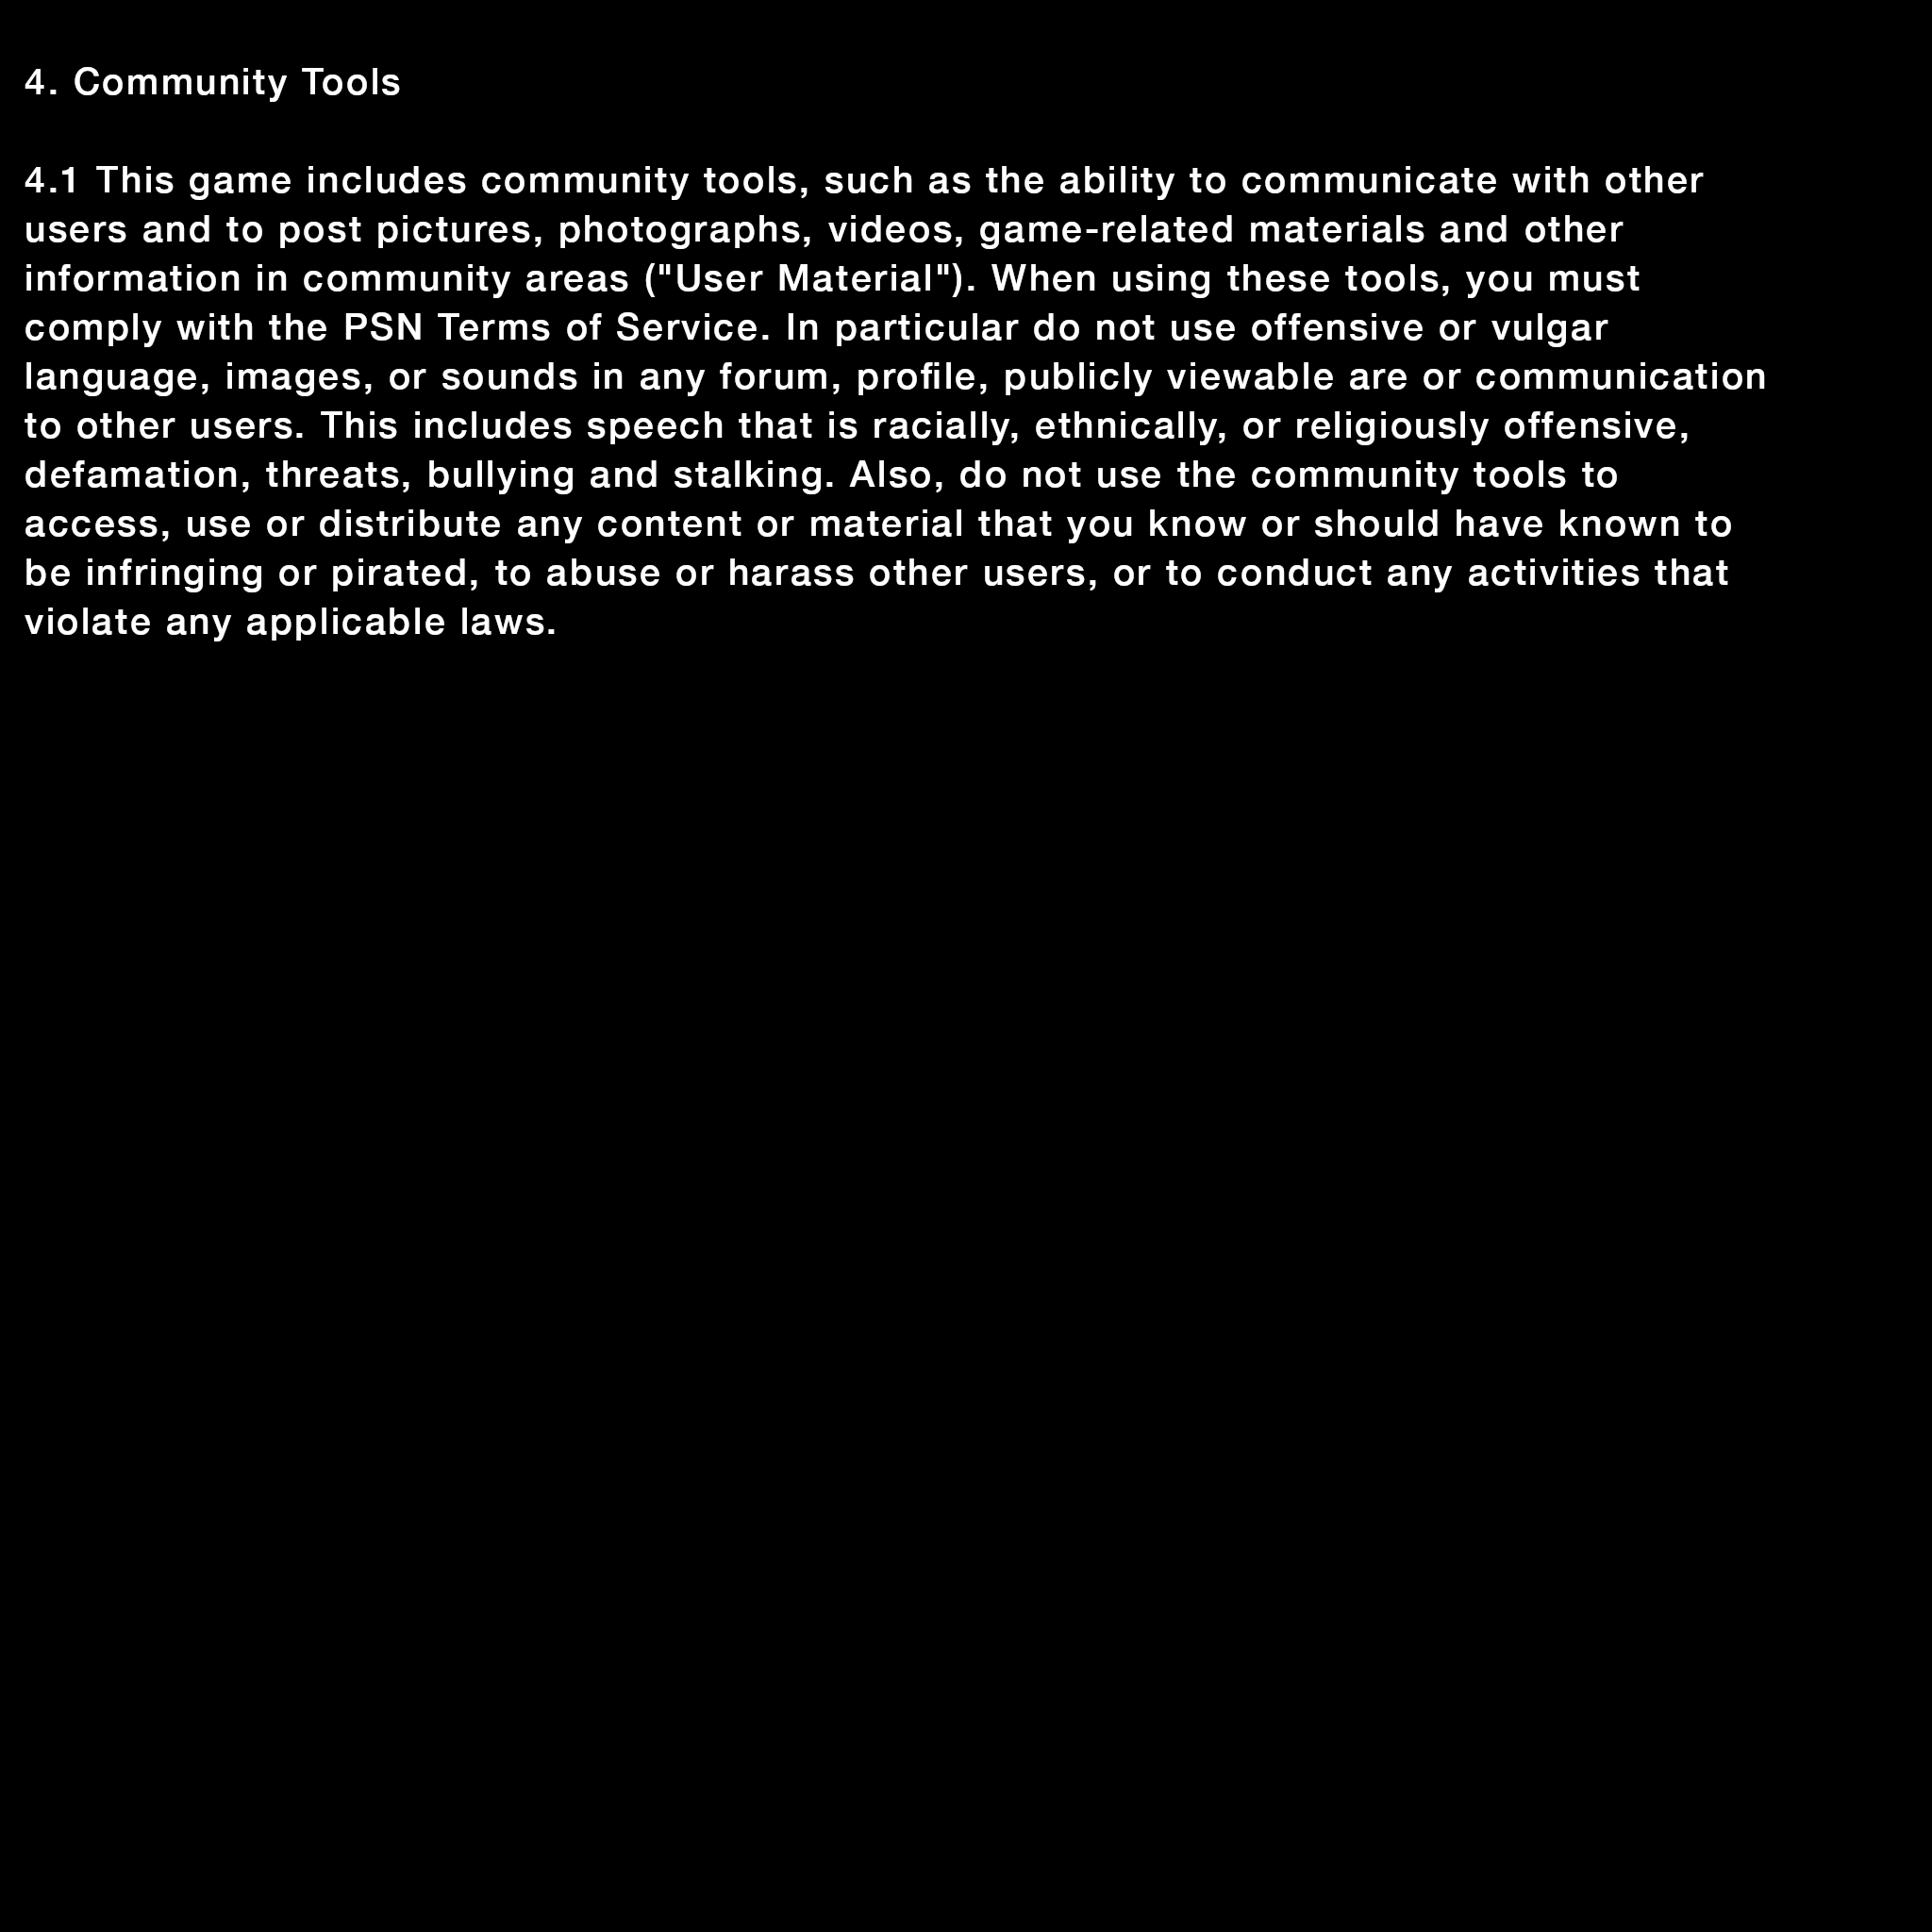 4. Community Tools
4.1 This game includes community tools, such as the ability to communicate with other
users and to post pictures, photographs, videos, game-related materials and other
information in community areas ("User Material"). When using these tools, you must
comply with the PSN Terms of Service. In particular do not use offensive or vulgar
language, images, or sounds in any forum, profile, publicly viewable are or communication
to other users. This includes speech that is racially, ethnically, or religiously offensive,
defamation, threats, bullying and stalking. Also, do not use the community tools to
access, use or distribute any content or material that you know or should have known to
be infringing or pirated, to abuse or harass other users, or to conduct any activities that
violate any applicable laws.